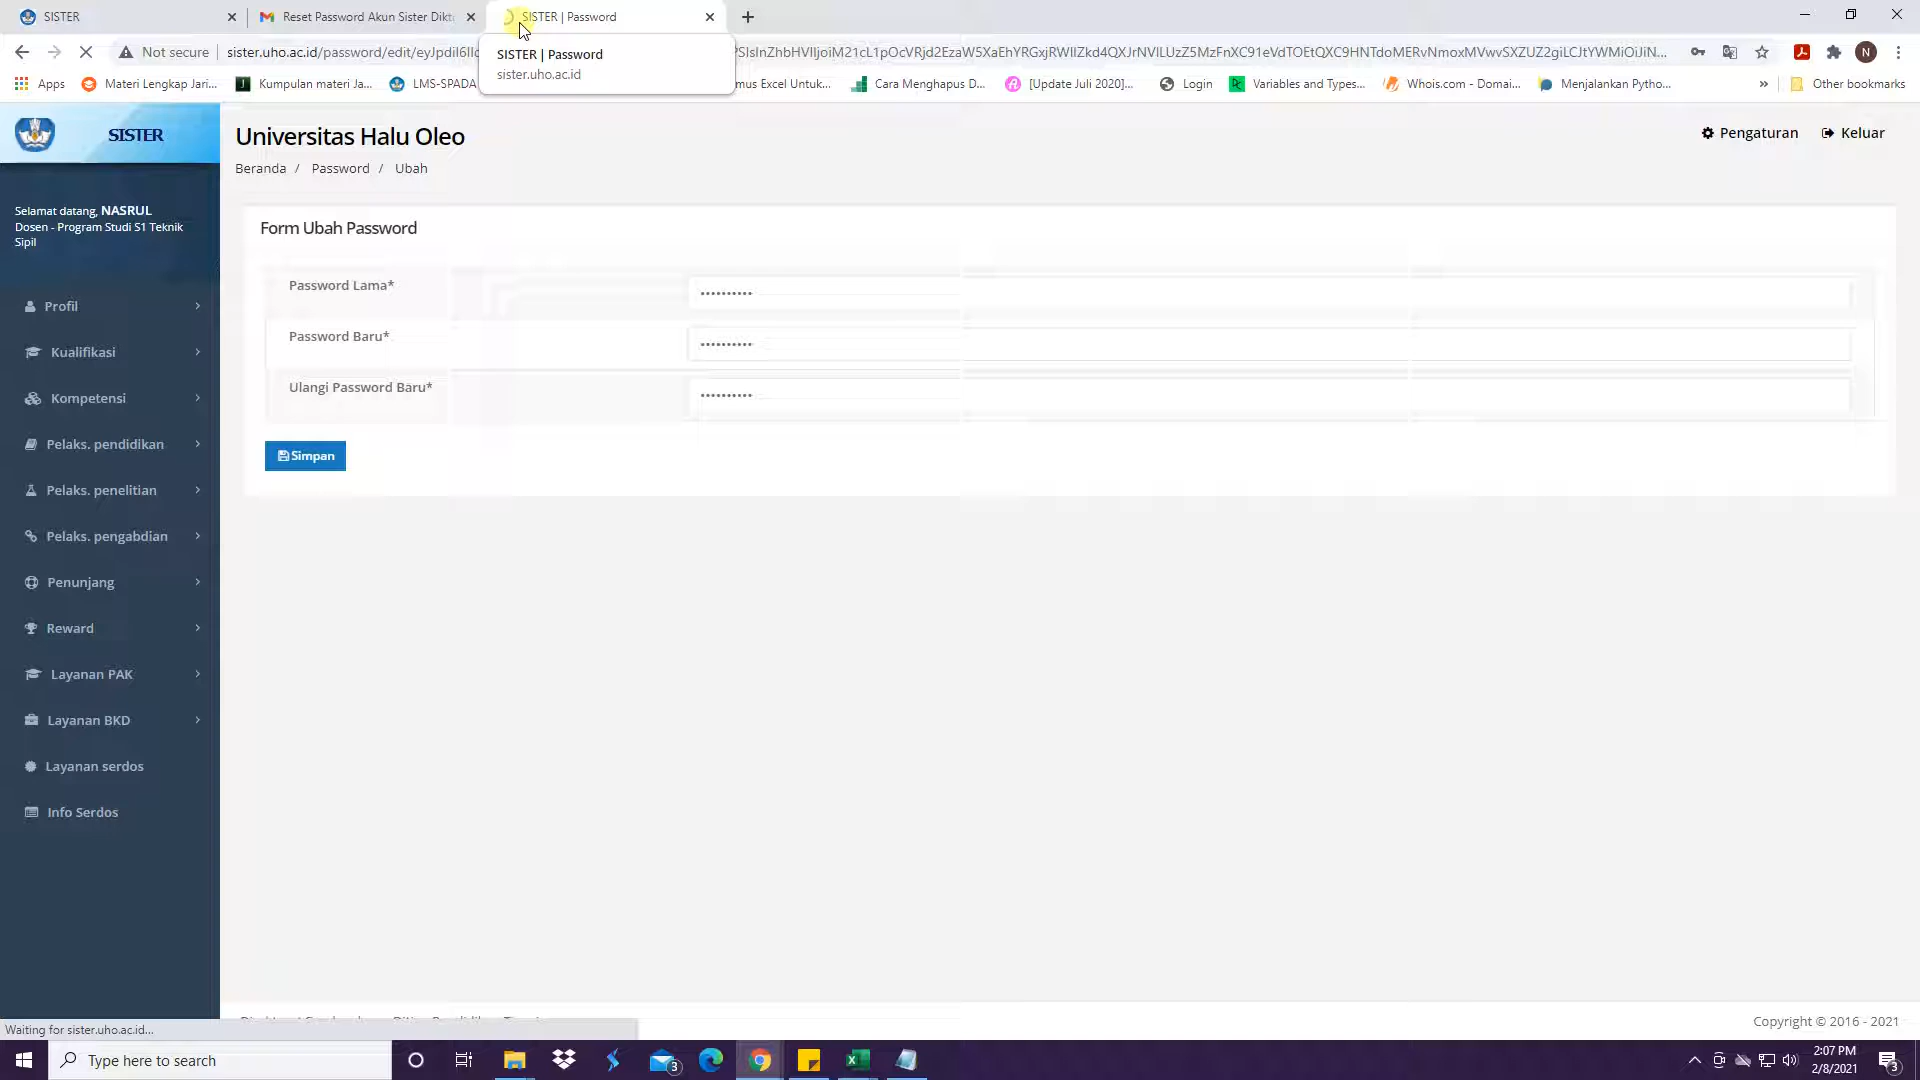 SISTER
Reset Password Akun Sister Dikt
SISTER | Password
Not secure
sister.uho.ac.id/password/edit/
SISTER | Password
sister.uho.ac.id
Apps
Materi Lengkap Jari...
Kumpulan materi Ja...
LMS-SPADA
mus Excel Untuk...
Cara Menghapus D...
[Update Juli 2020]...
Login
Variables and Types...
Whois.com - Domai...
Menjalankan Pytho...
»
Other bookmarks
N
SISTER
Universitas Halu Oleo
Pengaturan
Keluar
Beranda / Password / Ubah
Selamat datang, NASRUL
Dosen - Program Studi S1 Teknik
Sipil
Form Ubah Password
Password Lama*
••••••••••
Password Baru*
••••••••••
Ulangi Password Baru*
••••••••••
Simpan
Profil
Kualifikasi
Kompetensi
Pelaks. pendidikan
Pelaks. penelitian
Pelaks. pengabdian
Penunjang
Reward
Layanan PAK
Layanan BKD
Layanan serdos
Info Serdos
Copyright © 2016 - 2021
Waiting for sister.uho.ac.id...
Type here to search
3
2:07 PM
2/8/2021
3